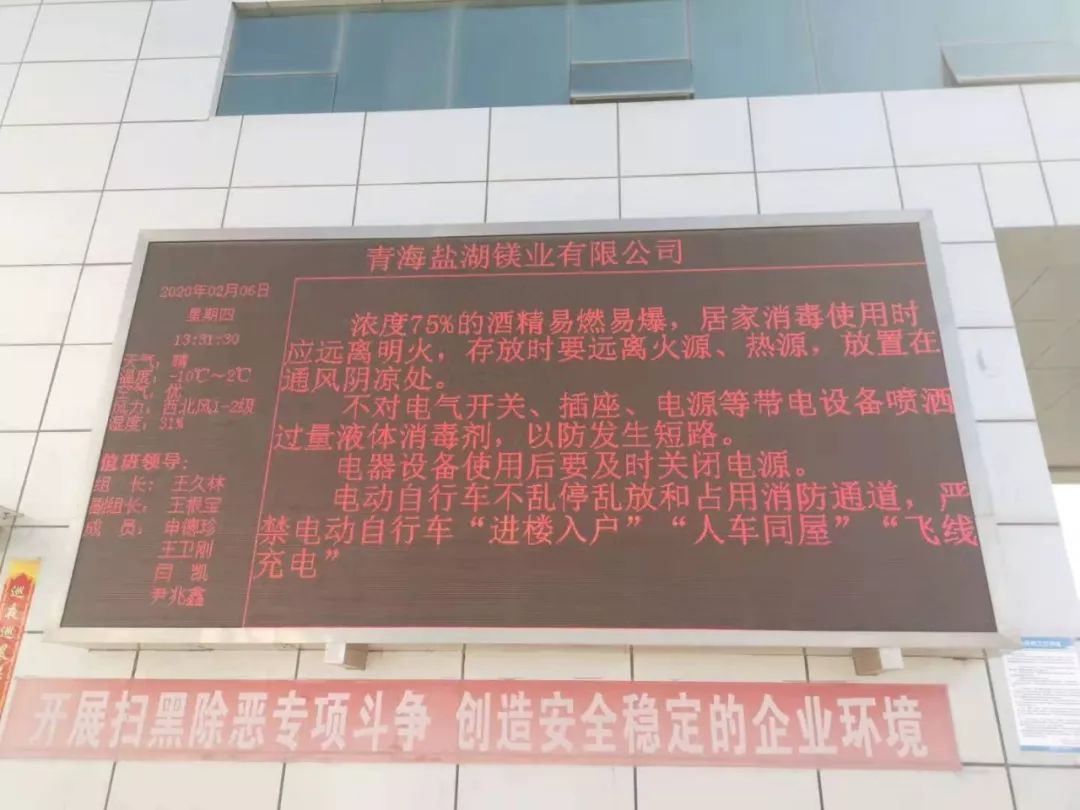 青海盐湖镁业有限公司
2020年02月06日
星期四
13:31:30
天气: 晴
温度: -10℃~2℃
空气: 优
风力: 西北风1-2级
湿度: 31%
值班领导:
组　长: 王久林
副组长: 王根宝
成　员: 申德珍
王卫刚
闫　凯
尹兆鑫
浓度75%的酒精易燃易爆，居家消毒使用时
应远离明火，存放时要远离火源、热源，放置在
通风阴凉处。
不对电气开关、插座、电源等带电设备喷洒
过量液体消毒剂，以防发生短路。
电器设备使用后要及时关闭电源。
电动自行车不乱停乱放和占用消防通道，严
禁电动自行车“进楼入户”“人车同屋”“飞线
充电”
开展扫黑除恶专项斗争 创造安全稳定的企业环境